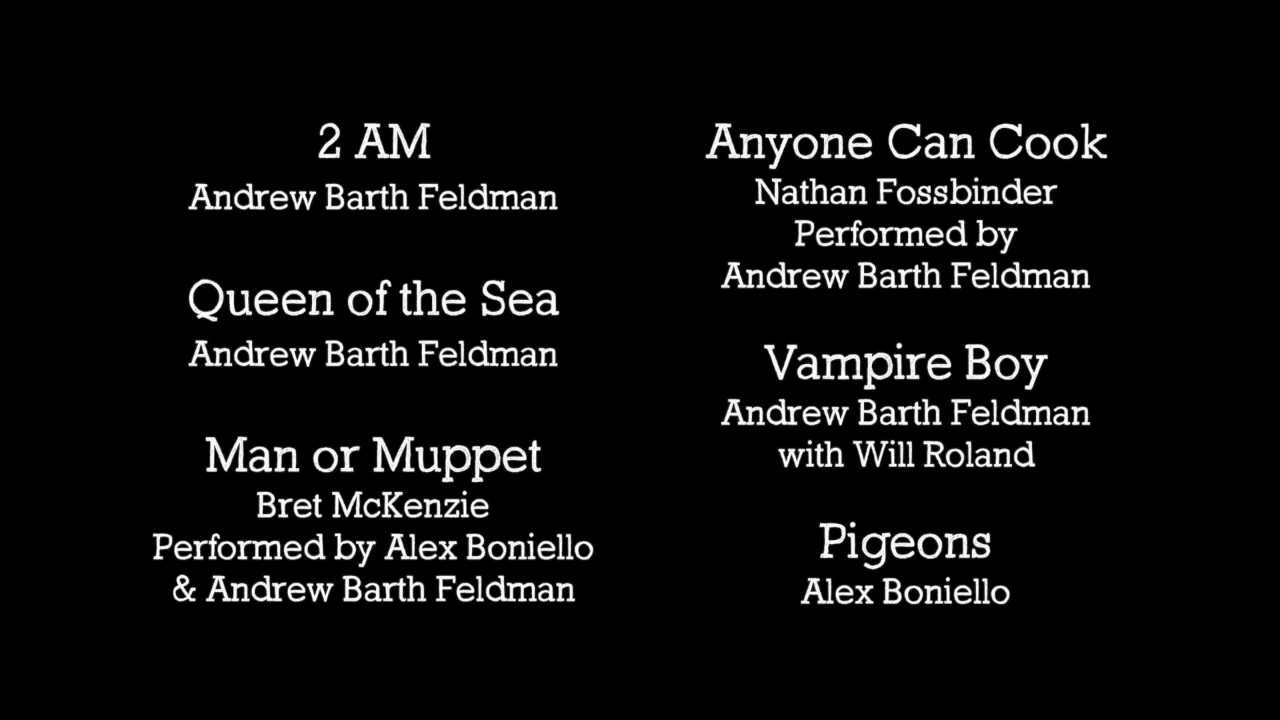 2 AM
Andrew Barth Feldman
Queen of the Sea
Andrew Barth Feldman
Man or Muppet
Bret McKenzie
Performed by Alex Boniello
& Andrew Barth Feldman
Anyone Can Cook
Nathan Fossbinder
Performed by
Andrew Barth Feldman
Vampire Boy
Andrew Barth Feldman
with Will Roland
Pigeons
Alex Boniello